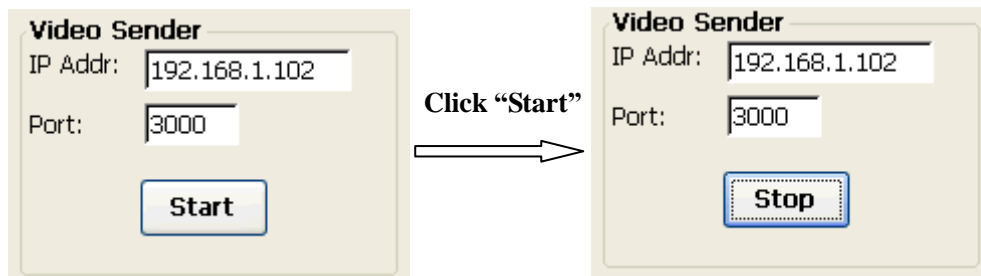 Video Sender
IP Addr: 192.168.1.102
Port: 3000
Start
Click “Start”
Video Sender
IP Addr: 192.168.1.102
Port: 3000
Stop